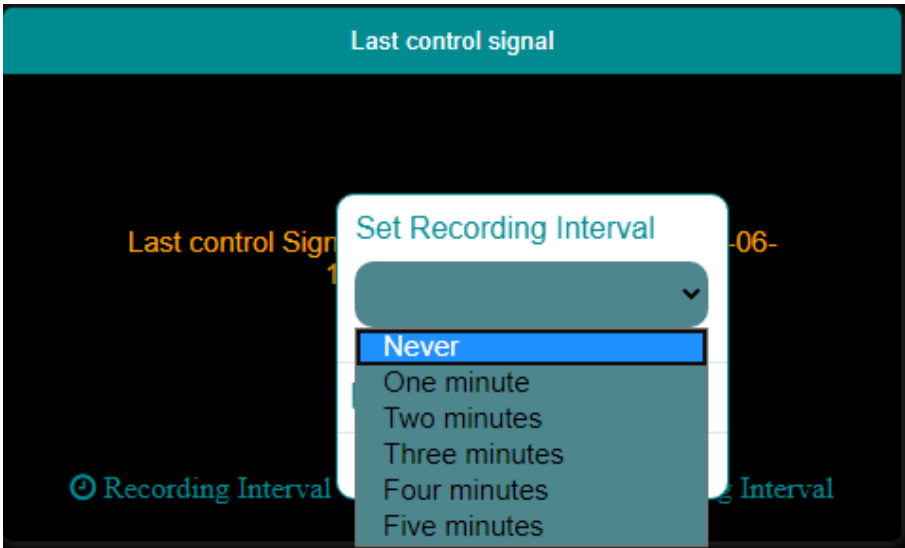 Last control signal
Set Recording Interval
Last control Sign -06-
1
Never
One minute
Two minutes
Three minutes
Four minutes
Recording Interval Interval
Five minutes